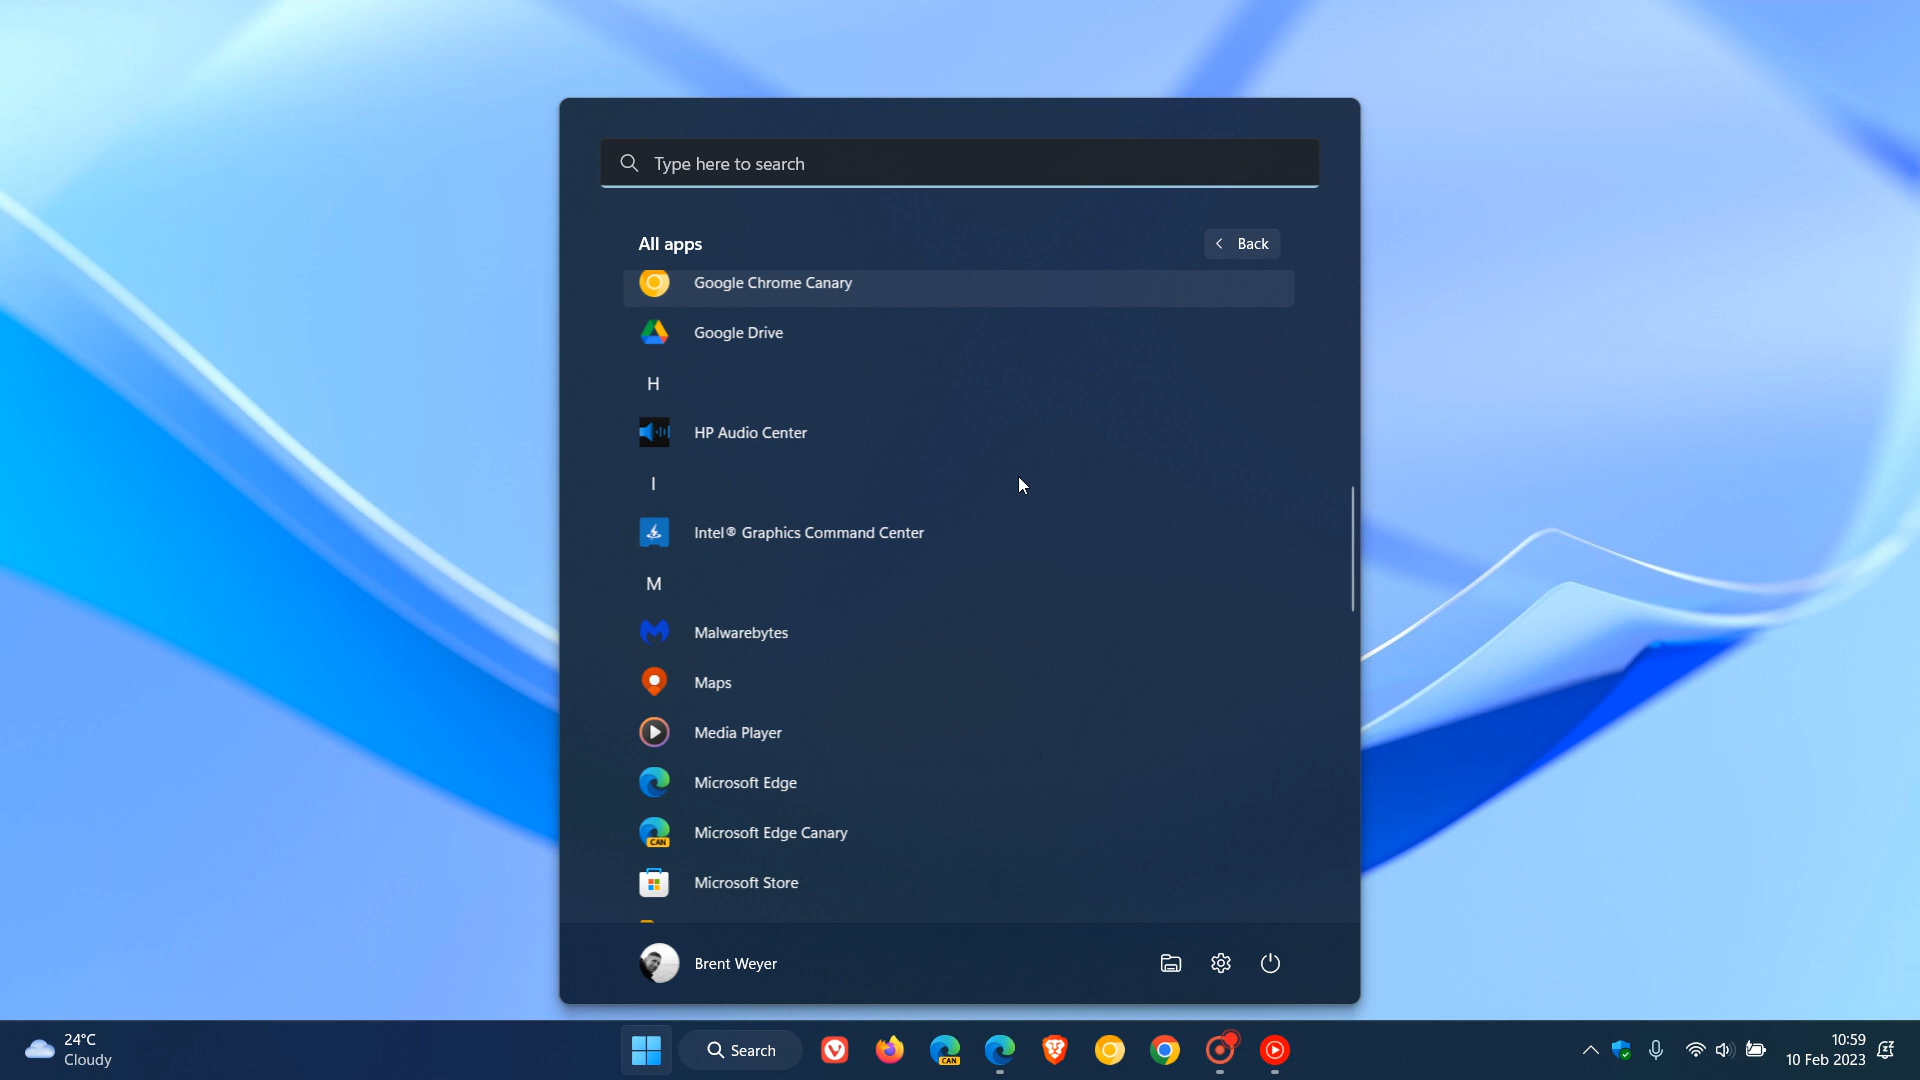 Type here to search
All apps
Back
Google Chrome Canary
Google Drive
H
HP Audio Center
I
Intel® Graphics Command Center
M
Malwarebytes
Maps
Media Player
Microsoft Edge
CAN
Microsoft Edge Canary
Microsoft Store
Brent Weyer
24°C
Cloudy
Search
CAN
10:59
10 Feb 2023